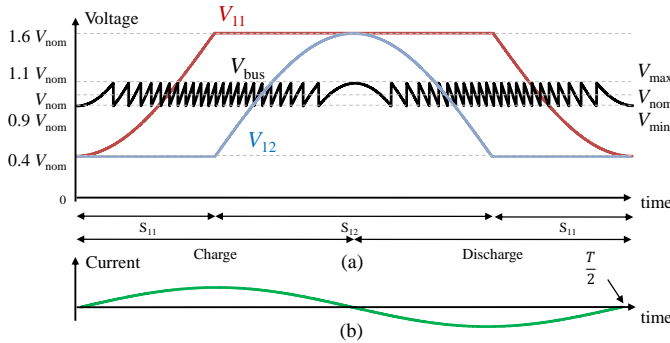 Voltage
V11
1.6 Vnom
Vbus
1.1 Vnom
Vmax
Vnom
Vnom
0.9 Vnom
Vmin
V12
0.4 Vnom
0
time
S11
S12
S11
Charge
Discharge
(a)
Current
T
2
time
(b)